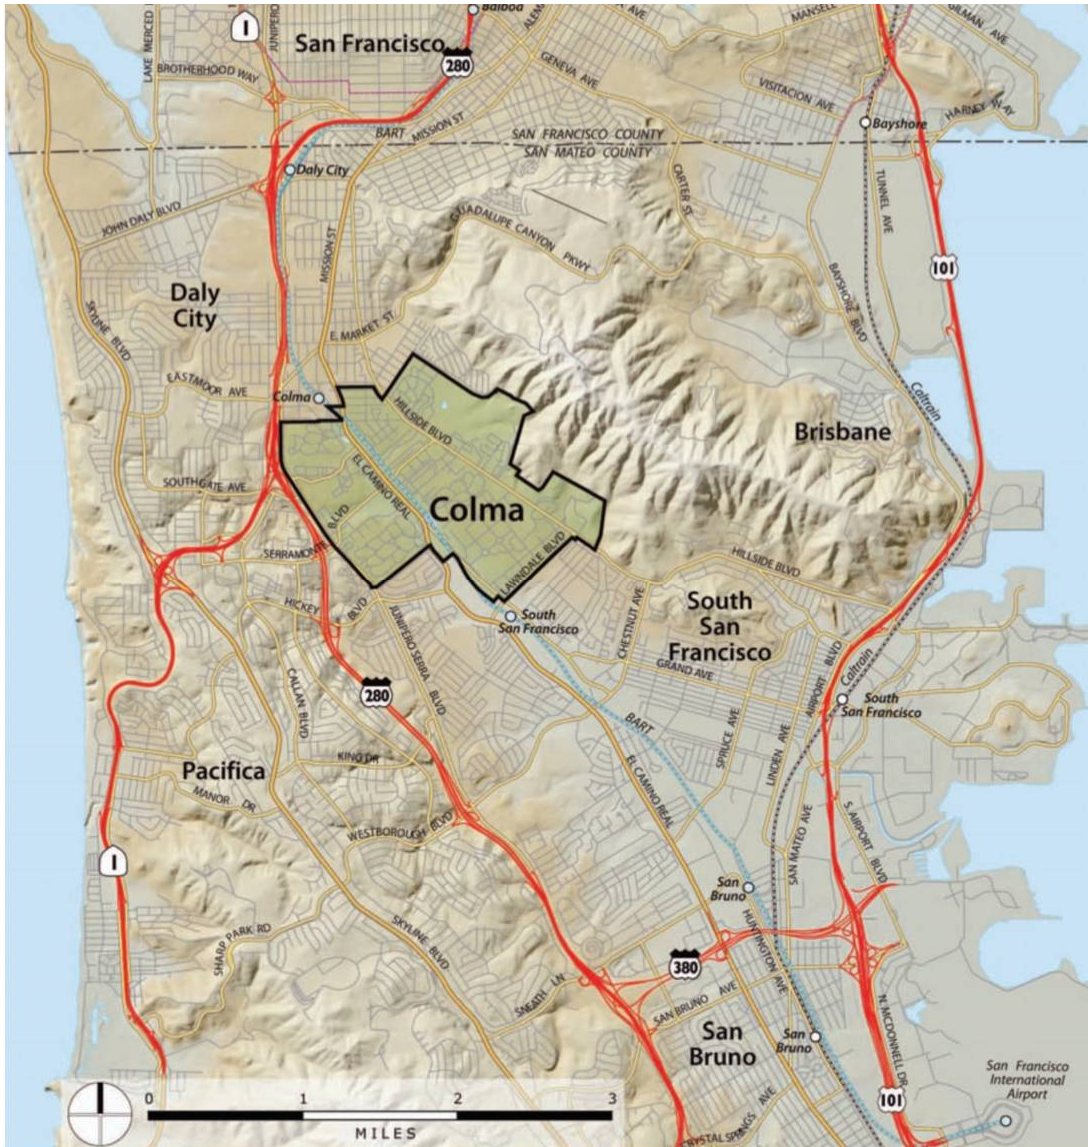 1
San Francisco
280
Balboa
MANSELL
GILMAN AVE
LAKE MERCED
JUNIPERO
BROTHERHOOD WAY
GENEVA AVE
VISITACION AVE
HARNEY WAY
BART
MISSION ST
SAN FRANCISCO COUNTY
SAN MATEO COUNTY
Bayshore
Daly City
CARTER ST
TUNNEL AVE
JOHN DALY BLVD
MISSION ST
GUADALUPE CANYON
PKWY
101
Daly
City
SKYLINE BLVD
E. MARKET ST.
BAYSHORE BLVD
EASTMOOR AVE
Colma
HILLSIDE BLVD
Caltrain
Brisbane
EL CAMINO REAL
Colma
SOUTHGATE AVE
SERRAMONTE
BLVD
LAWNDALE BLVD
HILLSIDE BLVD
HICKEY
BLVD
JUNIPERO SERRA
BLVD
South
San Francisco
CHESTNUT AVE
South
San
Francisco
GRAND AVE
AIRPORT BLVD
Caltrain
South
San Francisco
280
CALLAN BLVD
BART
SPRUCE AVE
LINDEN AVE
Pacifica
KING DR
MANOR DR
EL CAMINO REAL
WESTBOROUGH BLVD
SAN MATEO AVE
S. AIRPORT BLVD
1
San
Bruno
SHARP PARK RD
SKYLINE BLVD
HUNTINGTON AVE
380
SNEATH LN
SAN BRUNO AVE
San
Bruno
San
Bruno
N. MCDONNELL DR
San Francisco
International
Airport
101
CRYSTAL SPRINGS AVE
0
1
2
3
MILES